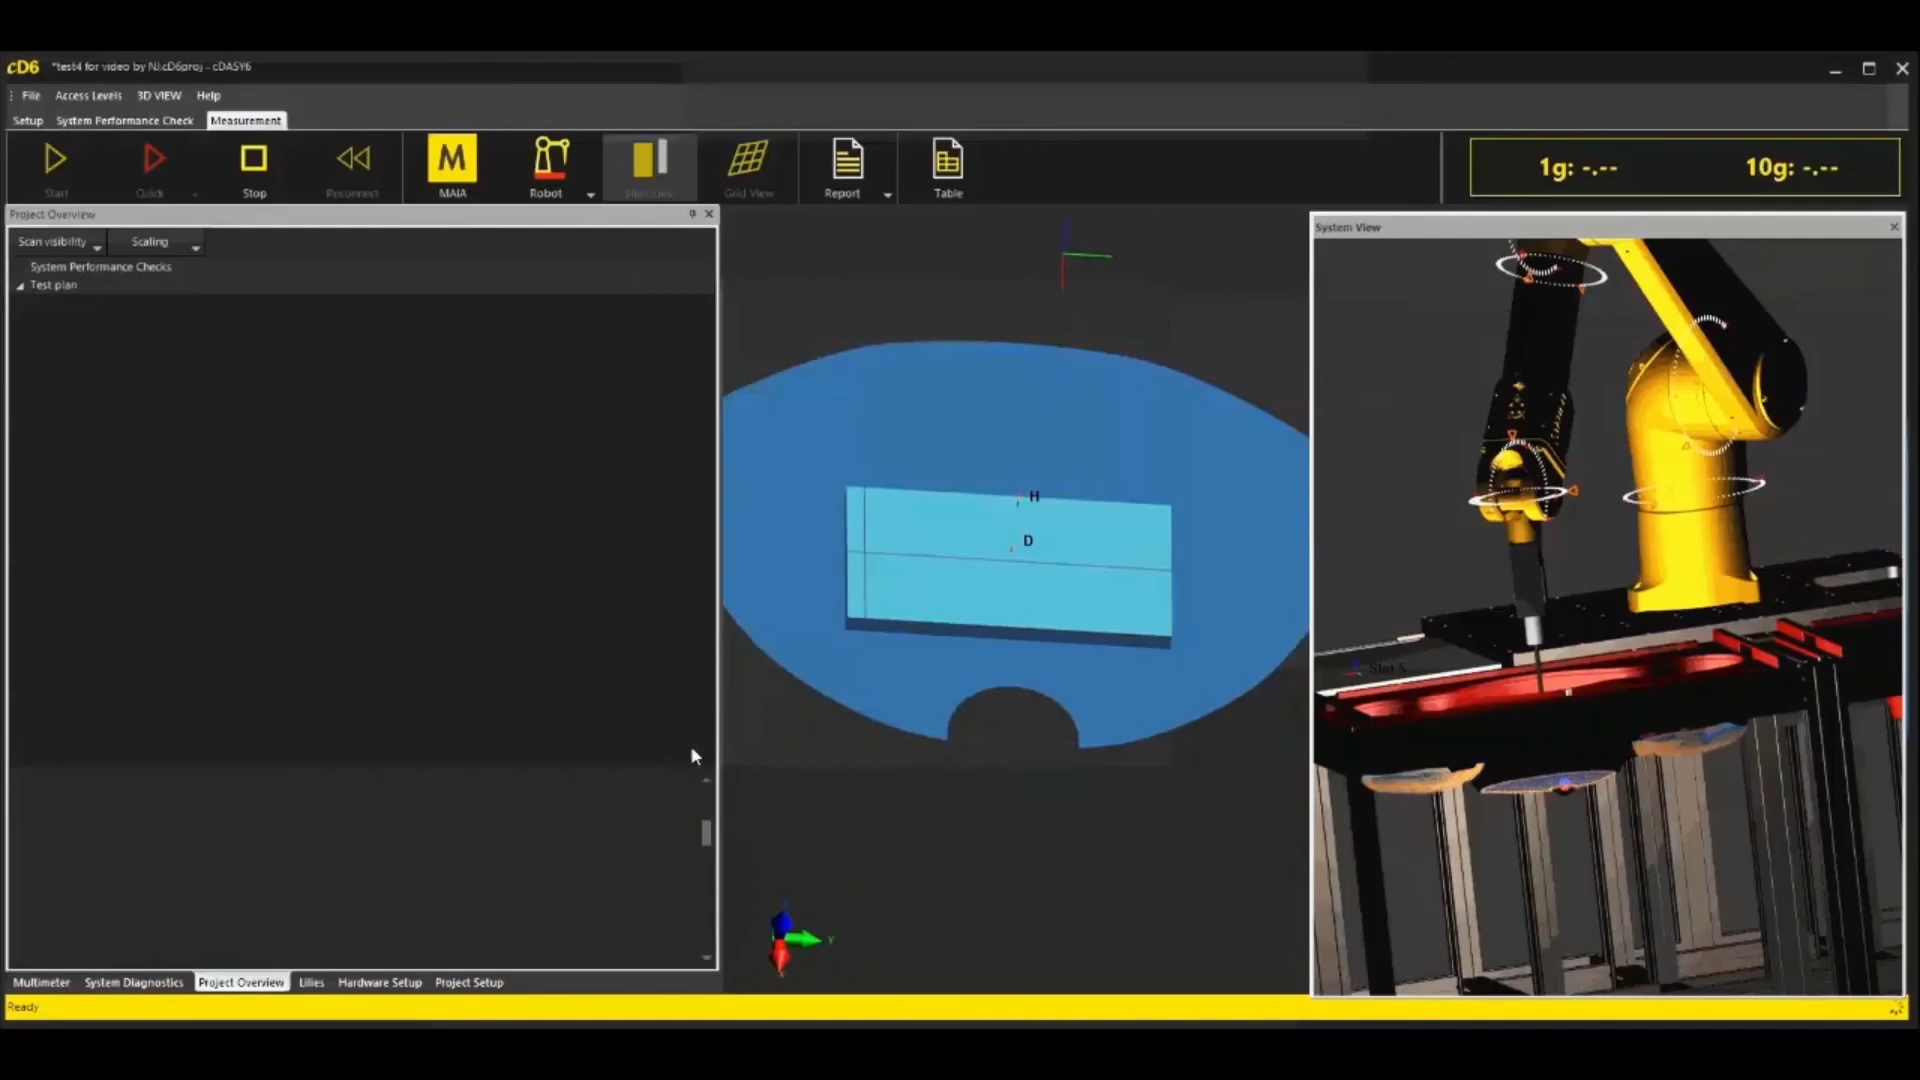 cD6 *test4 for video by NJ.cD6proj - cDASY6
File Access Levels 3D VIEW Help
Setup System Performance Check Measurement
Start Quick Stop Reconnect MAIA Robot Grid View Report Table
1g: -.-- 10g: -.--
Project Overview
System View
Scan visibility Scaling
System Performance Checks
Test plan
H
D
Slot 5
y
Multimeter System Diagnostics Project Overview Lilies Hardware Setup Project Setup
Ready